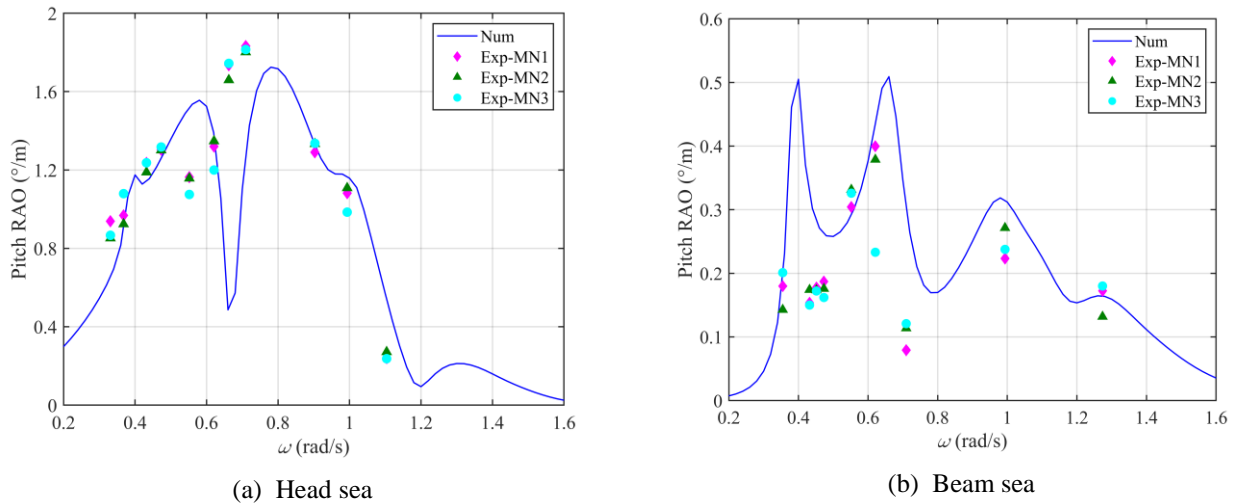 2
1.6
1.2
0.8
0.4
0
Pitch RAO (°/m)
Num
Exp-MN1
Exp-MN2
Exp-MN3
0.2 0.4 0.6 0.8 1 1.2 1.4 1.6
ω (rad/s)
(a) Head sea
0.6
0.5
0.4
0.3
0.2
0.1
0
Pitch RAO (°/m)
Num
Exp-MN1
Exp-MN2
Exp-MN3
0.2 0.4 0.6 0.8 1 1.2 1.4 1.6
ω (rad/s)
(b) Beam sea